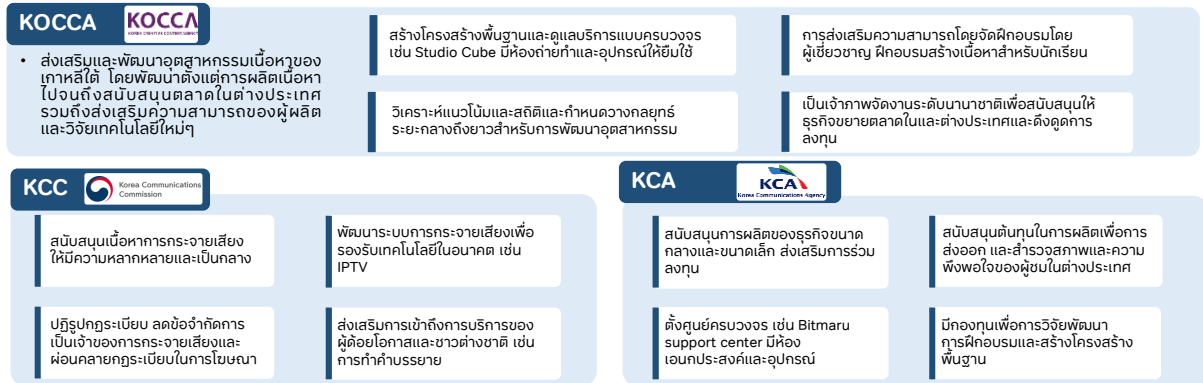 KOCCA
KOCCA
KOREA CREATIVE CONTENT AGENCY
• ส่งเสริมและพัฒนาอุตสาหกรรมเนื้อหาของ
เกาหลีใต้ โดยพัฒนาตั้งแต่การผลิตเนื้อหา
ไปจนถึงสนับสนุนตลาดในต่างประเทศ
รวมถึงส่งเสริมความสามารถของผู้ผลิต
และวิจัยเทคโนโลยีใหม่ๆ
สร้างโครงสร้างพื้นฐานและดูแลบริการแบบครบวงจร
เช่น Studio Cube มีห้องถ่ายทำและอุปกรณ์ให้ยืมใช้
การส่งเสริมความสามารถโดยจัดฝึกอบรมโดย
ผู้เชี่ยวชาญ ฝึกอบรมสร้างเนื้อหาสำหรับนักเรียน
วิเคราะห์แนวโน้มและสถิติและกำหนดวางกลยุทธ์
ระยะกลางถึงยาวสำหรับการพัฒนาอุตสาหกรรม
เป็นเจ้าภาพจัดงานระดับนานาชาติเพื่อสนับสนุนให้
ธุรกิจขยายตลาดในและต่างประเทศและดึงดูดการ
ลงทุน
KCC
Korea Communications
Commission
สนับสนุนเนื้อหาการกระจายเสียง
ให้มีความหลากหลายและเป็นกลาง
พัฒนาระบบการกระจายเสียงเพื่อ
รองรับเทคโนโลยีในอนาคต เช่น
IPTV
ปฏิรูปกฎระเบียบ ลดข้อจำกัดการ
เป็นเจ้าของการกระจายเสียงและ
ผ่อนคลายกฎระเบียบในการโฆษณา
ส่งเสริมการเข้าถึงการบริการของ
ผู้ด้อยโอกาสและชาวต่างชาติ เช่น
การทำคำบรรยาย
KCA
KCA
Korea Communications Agency
สนับสนุนการผลิตของธุรกิจขนาด
กลางและขนาดเล็ก ส่งเสริมการร่วม
ลงทุน
สนับสนุนต้นทุนในการผลิตเพื่อการ
ส่งออก และสำรวจสภาพและความ
พึงพอใจของผู้ชมในต่างประเทศ
ตั้งศูนย์ครบวงจร เช่น Bitmaru
support center มีห้อง
เอนกประสงค์และอุปกรณ์
มีกองทุนเพื่อการวิจัยพัฒนา
การฝึกอบรมและสร้างโครงสร้าง
พื้นฐาน